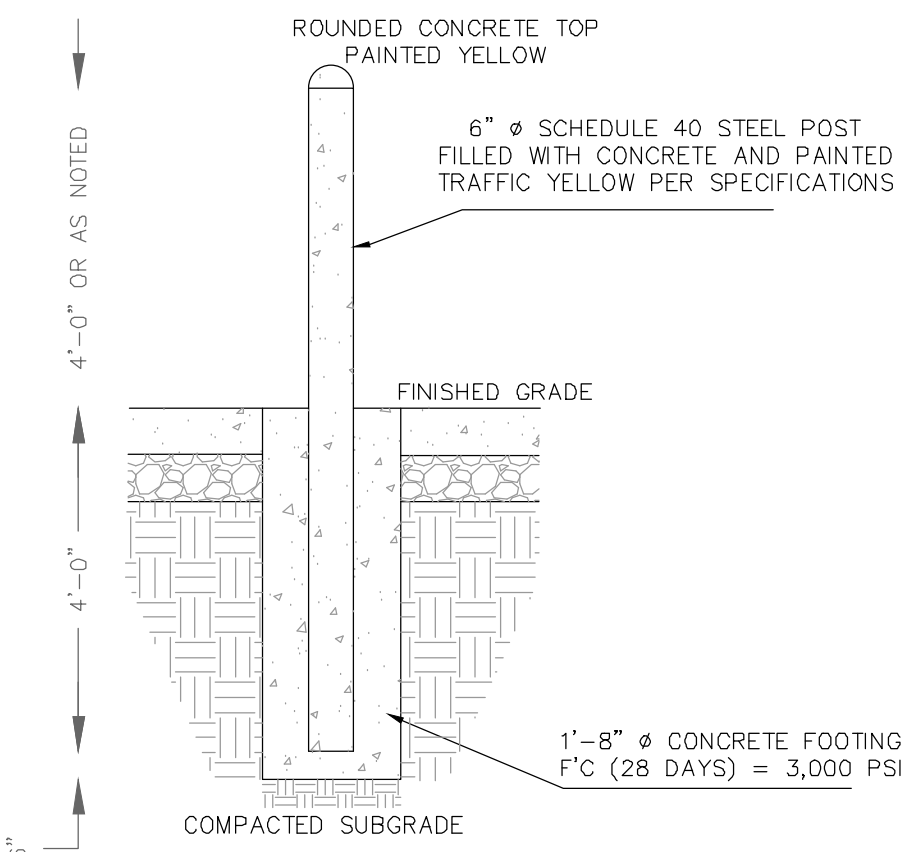 ROUNDED CONCRETE TOP
PAINTED YELLOW
6" ø SCHEDULE 40 STEEL POST
FILLED WITH CONCRETE AND PAINTED
TRAFFIC YELLOW PER SPECIFICATIONS
4'-0" OR AS NOTED
FINISHED GRADE
4'-0"
1'-8" ø CONCRETE FOOTING
F'C (28 DAYS) = 3,000 PSI
COMPACTED SUBGRADE